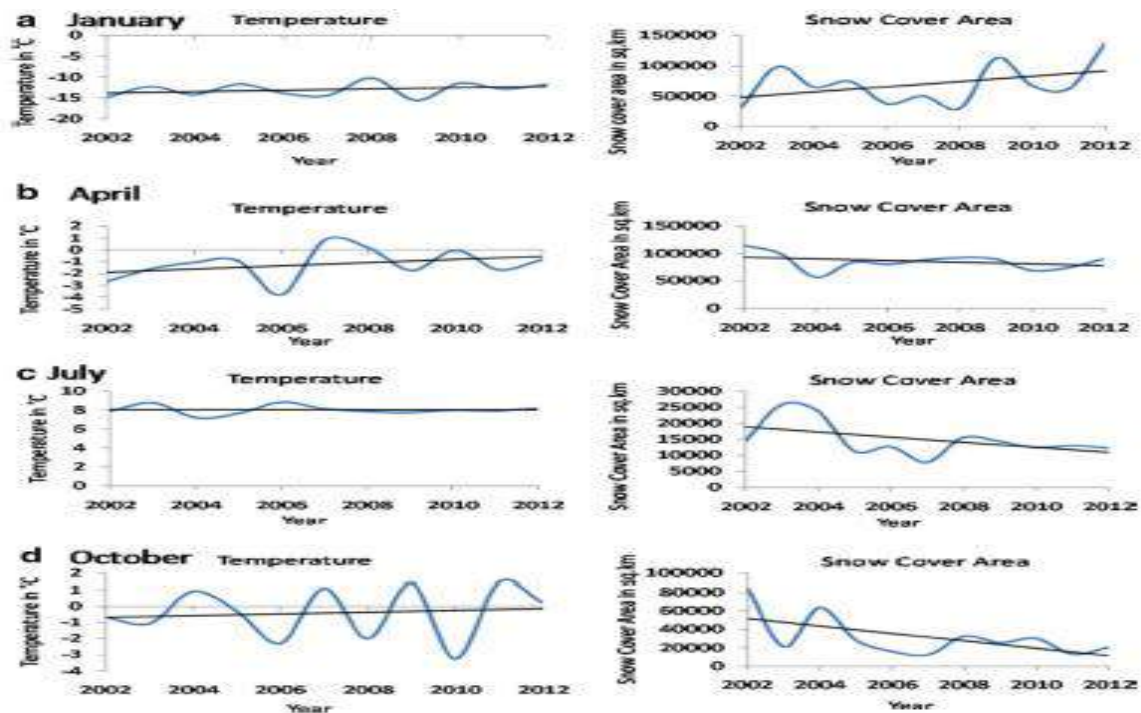 a January
Temperature
Temperature in °C
0
-5
-10
-15
-20
2002 2004 2006 2008 2010 2012
Year
Snow Cover Area
Snow cover area in sq.km
150000
100000
50000
0
2002 2004 2006 2008 2010 2012
Year
b April
Temperature
Temperature in °C
2
1
0
-1
-2
-3
-4
-5
2002 2004 2006 2008 2010 2012
Year
Snow Cover Area
Snow Cover Area in sq.km
150000
100000
50000
0
2002 2004 2006 2008 2010 2012
Year
c July
Temperature
Temperature in °C
10
8
6
4
2
0
2002 2004 2006 2008 2010 2012
Year
Snow Cover Area
Snow Cover Area in sq.km
30000
25000
20000
15000
10000
5000
0
2002 2004 2006 2008 2010 2012
Year
d October
Temperature
Temperature in °C
2
1
0
-1
-2
-3
-4
2002 2004 2006 2008 2010 2012
Year
Snow Cover Area
Snow Cover Area in sq.km
100000
80000
60000
40000
20000
0
2002 2004 2006 2008 2010 2012
Year